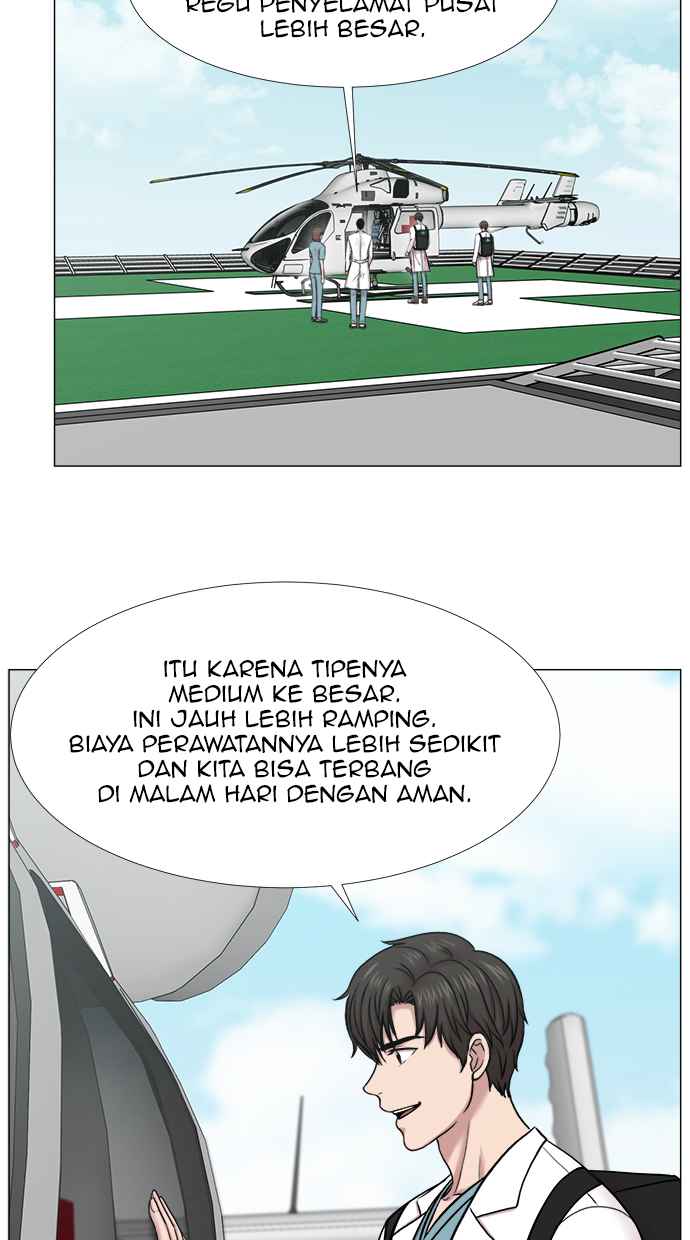 REGU PENYELAMAT PUSAT
LEBIH BESAR.
ITU KARENA TIPENYA
MEDIUM KE BESAR.
INI JAUH LEBIH RAMPING.
BIAYA PERAWATANNYA LEBIH SEDIKIT
DAN KITA BISA TERBANG
DI MALAM HARI DENGAN AMAN.